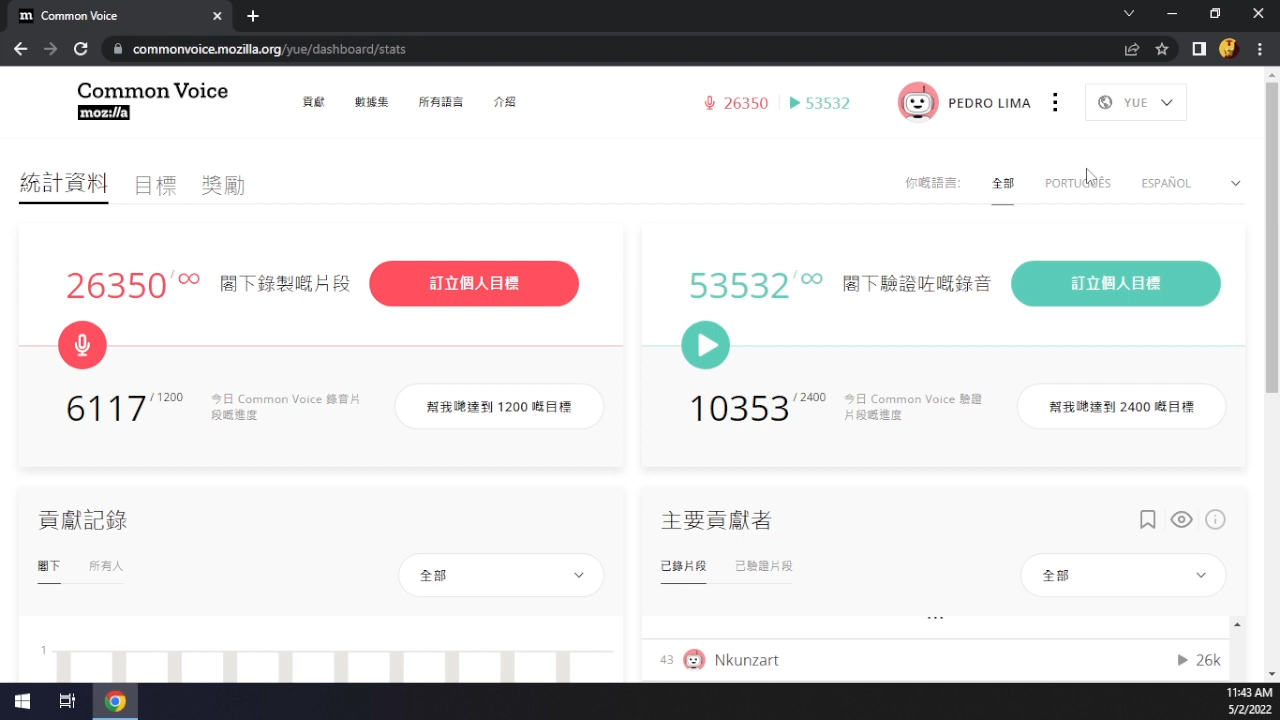 Common Voice
commonvoice.mozilla.org/yue/dashboard/stats
Common Voice
moz://a
貢獻
數據集
所有語言
介紹
26350
53532
PEDRO LIMA
YUE
統計資料
目標
獎勵
你嘅語言:
全部
PORTUGUÊS
ESPAÑOL
26350 / ∞
閣下錄製嘅片段
訂立個人目標
6117 / 1200
今日 Common Voice 錄音片
段嘅進度
幫我哋達到 1200 嘅目標
53532 / ∞
閣下驗證咗嘅錄音
訂立個人目標
10353 / 2400
今日 Common Voice 驗證
片段嘅進度
幫我哋達到 2400 嘅目標
貢獻記錄
閣下
所有人
全部
1
主要貢獻者
已錄片段
已驗證片段
全部
...
43
Nkunzart
26k
11:43 AM
5/2/2022